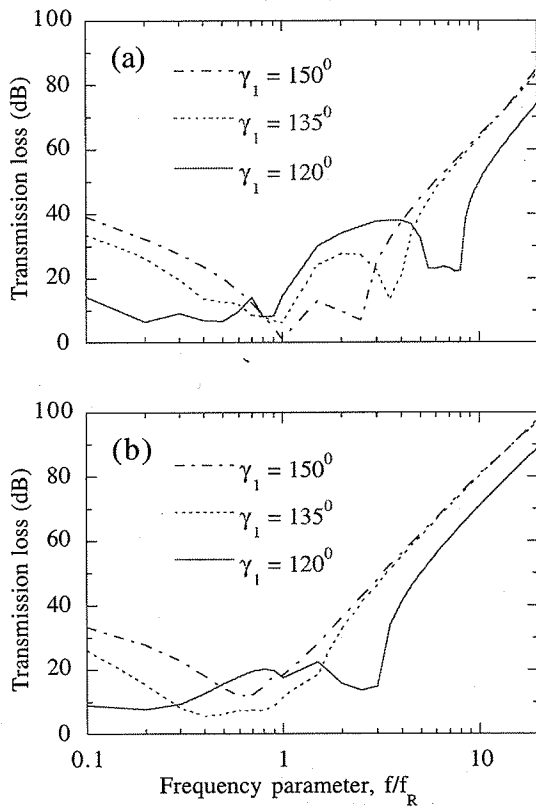 100
80
60
40
20
0
Transmission loss (dB)
(a)
γ₁ = 150⁰
γ₁ = 135⁰
γ₁ = 120⁰
100
80
60
40
20
0
Transmission loss (dB)
(b)
γ₁ = 150⁰
γ₁ = 135⁰
γ₁ = 120⁰
0.1
1
10
Frequency parameter, f/f_R